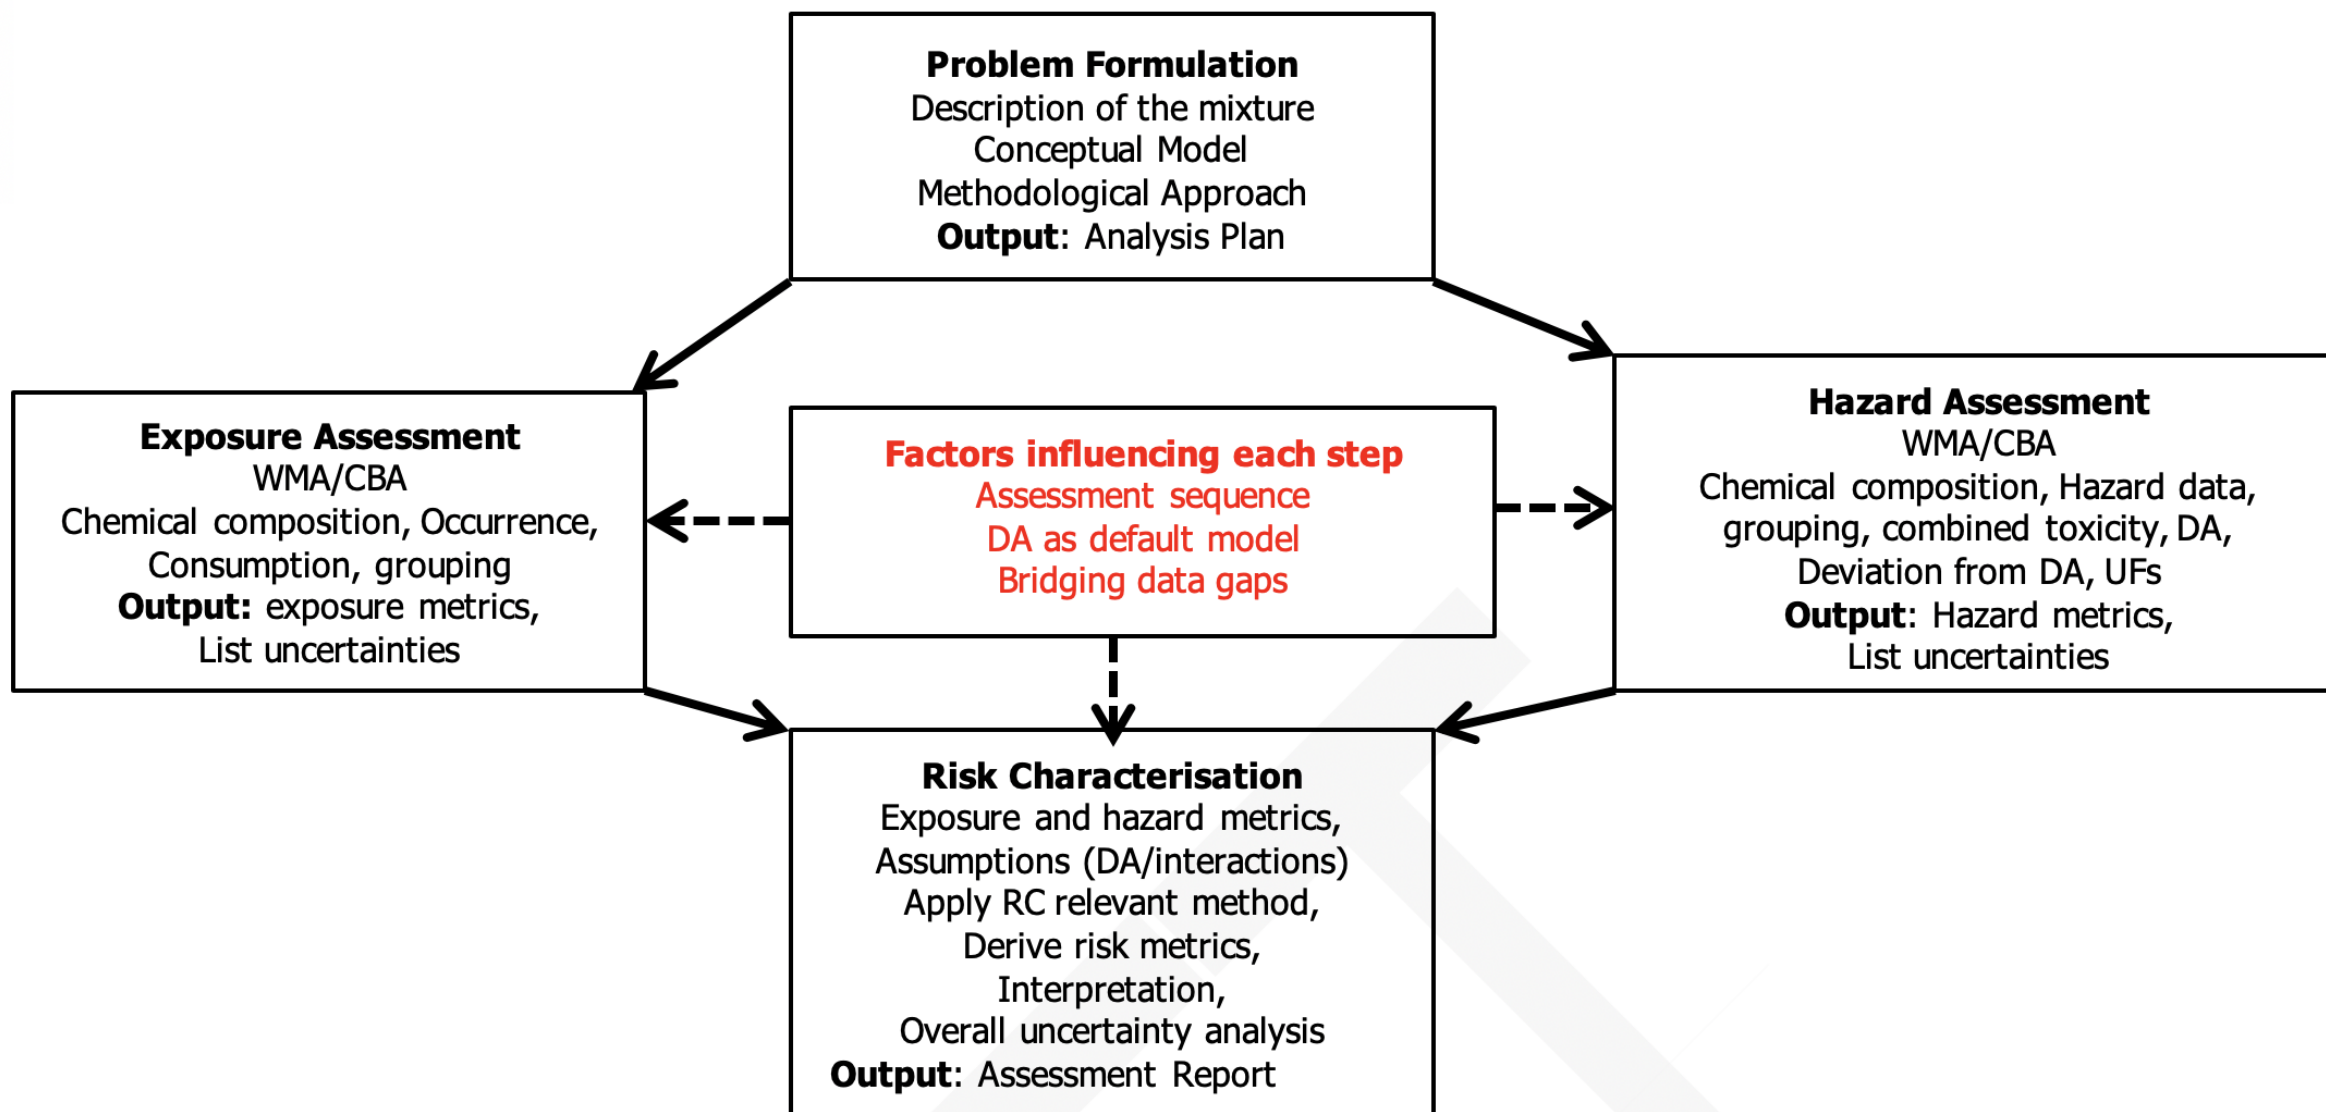 Problem Formulation
Description of the mixture
Conceptual Model
Methodological Approach
Output: Analysis Plan
Exposure Assessment
WMA/CBA
Chemical composition, Occurrence,
Consumption, grouping
Output: exposure metrics,
List uncertainties
Factors influencing each step
Assessment sequence
DA as default model
Bridging data gaps
Hazard Assessment
WMA/CBA
Chemical composition, Hazard data,
grouping, combined toxicity, DA,
Deviation from DA, UFs
Output: Hazard metrics,
List uncertainties
Risk Characterisation
Exposure and hazard metrics,
Assumptions (DA/interactions)
Apply RC relevant method,
Derive risk metrics,
Interpretation,
Overall uncertainty analysis
Output: Assessment Report